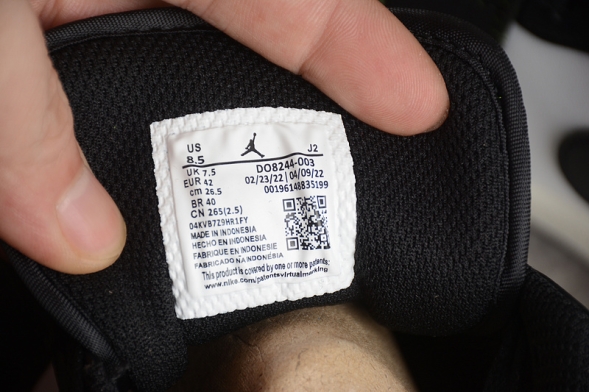 US J2
8.5
UK 7.5 DO8244-003
EUR 42 02/23/22 | 04/09/22
cm 26.5 00196148835199
BR 40
CN 265(2.5)
04KVB7Z9HR1FY
MADE IN INDONESIA
HECHO EN INDONESIA
FABRIQUE EN INDONESIE
FABRICADO NA INDONÉSIA
This product is covered by one or more patents:
www.nike.com/patentsvirtualmarking